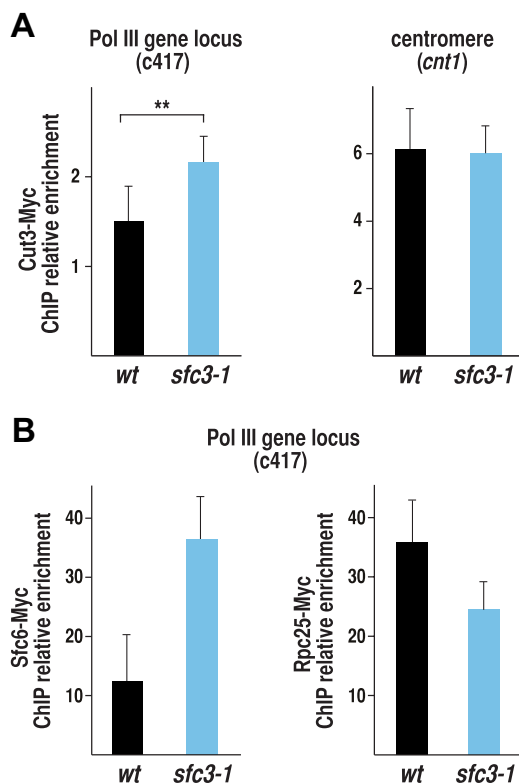 A
Pol III gene locus
(c417)
**
Cut3-Myc
ChIP relative enrichment
2
1
wt
sfc3-1
centromere
(cnt1)
6
4
2
wt
sfc3-1
B
Pol III gene locus
(c417)
Sfc6-Myc
ChIP relative enrichment
40
30
20
10
wt
sfc3-1
Rpc25-Myc
ChIP relative enrichment
40
30
20
10
wt
sfc3-1